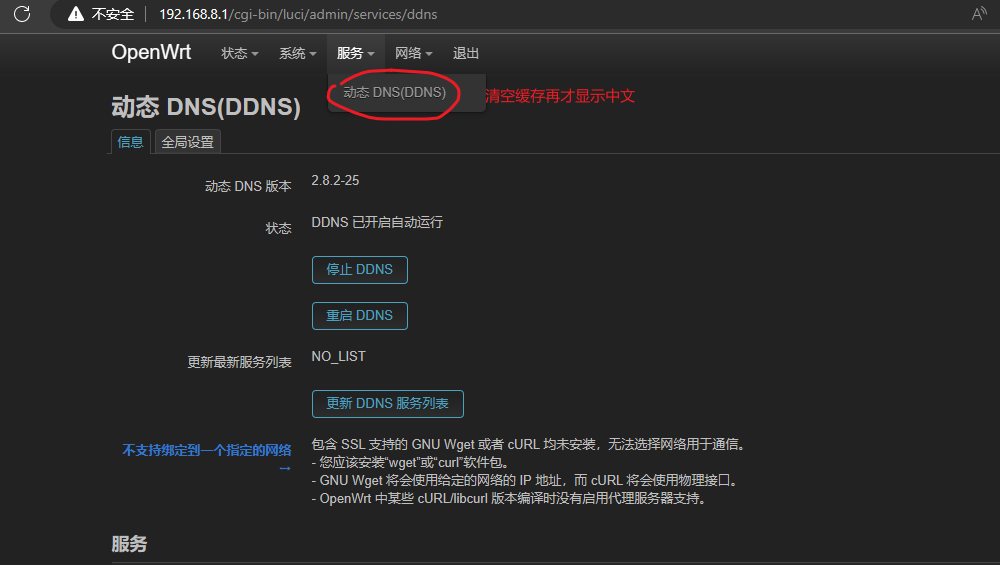 不安全 192.168.8.1/cgi-bin/luci/admin/services/ddns A
OpenWrt 状态 系统 服务 网络 退出
动态 DNS(DDNS) 清空缓存再才显示中文
动态 DNS(DDNS)
信息 全局设置
动态 DNS 版本 2.8.2-25
状态 DDNS 已开启自动运行
停止 DDNS
重启 DDNS
更新最新服务列表 NO_LIST
更新 DDNS 服务列表
不支持绑定到一个指定的网络 →
包含 SSL 支持的 GNU Wget 或者 cURL 均未安装，无法选择网络用于通信。
- 您应该安装“wget”或“curl”软件包。
- GNU Wget 将会使用给定的网络的 IP 地址，而 cURL 将会使用物理接口。
- OpenWrt 中某些 cURL/libcurl 版本编译时没有启用代理服务器支持。
服务